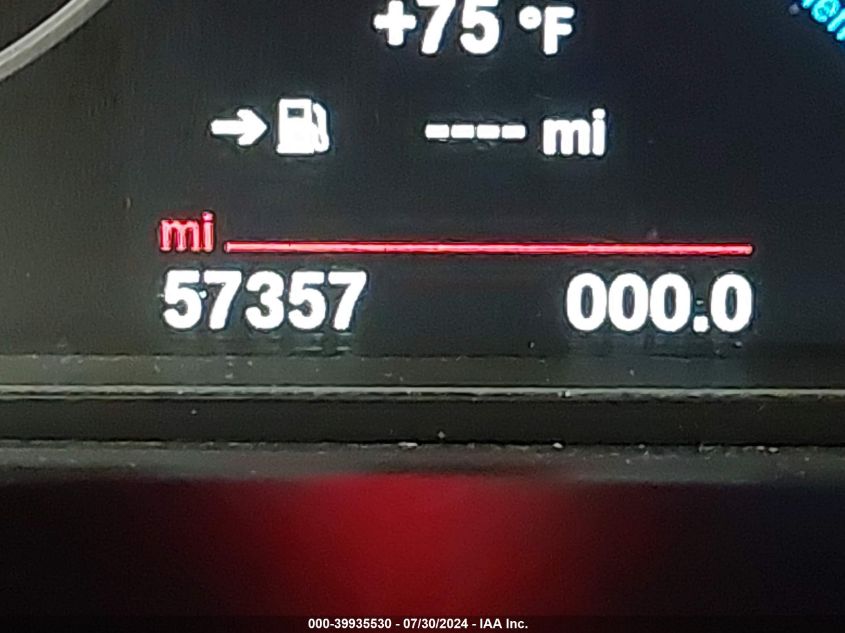 +75 °F
---- mi
mi
57357 000.0
000-39935530 - 07/30/2024 - IAA Inc.